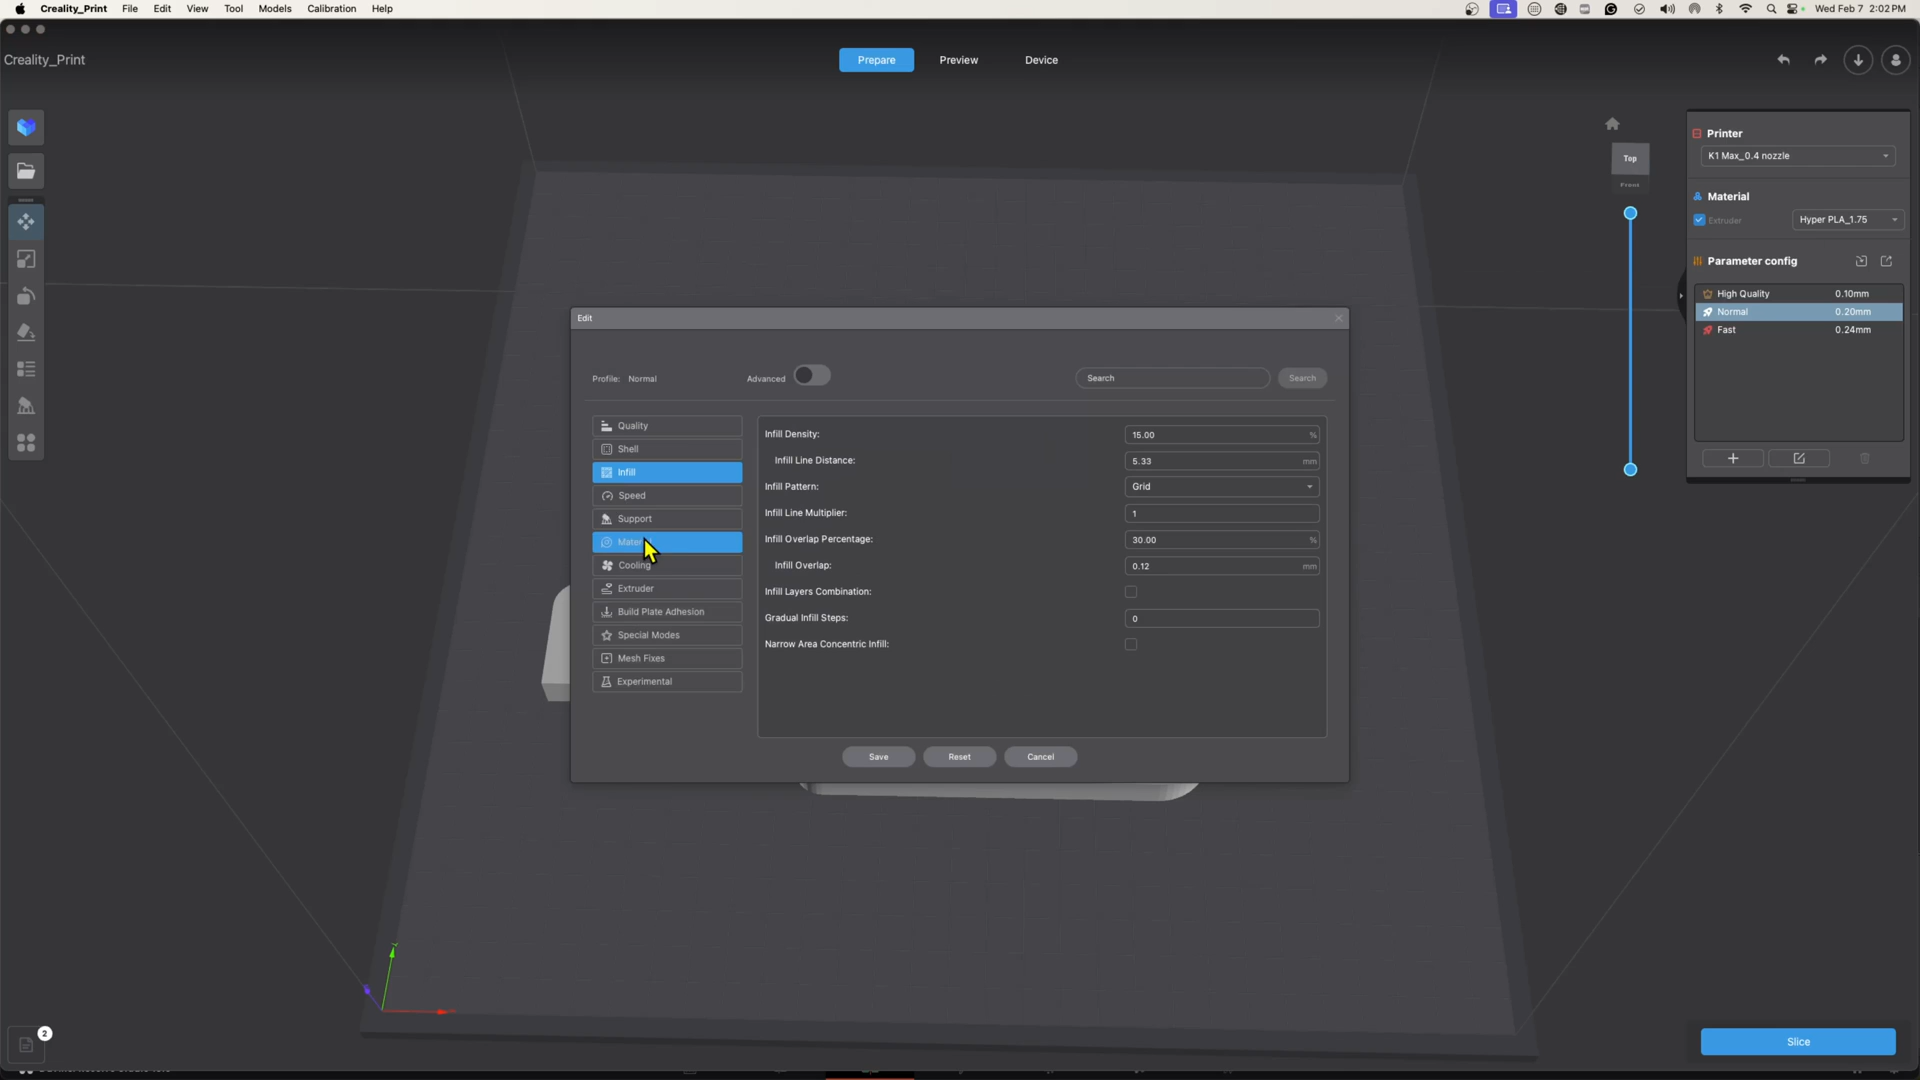 Creality_Print File Edit View Tool Models Calibration Help Wed Feb 7 2:02 PM
Creality_Print Prepare Preview Device
Printer
K1 Max_0.4 nozzle
Top
Front
Material
Extruder Hyper PLA_1.75
Parameter config
High Quality 0.10mm
Normal 0.20mm
Fast 0.24mm
Edit
Profile: Normal Advanced Search Search
Quality
Shell
Infill
Speed
Support
Cooling
Extruder
Build Plate Adhesion
Special Modes
Mesh Fixes
Experimental
Infill Density: 15.00 %
Infill Line Distance: 5.33 mm
Infill Pattern: Grid
Infill Line Multiplier: 1
Infill Overlap Percentage: 30.00 %
Infill Overlap: 0.12 mm
Infill Layers Combination:
Gradual Infill Steps: 0
Narrow Area Concentric Infill:
Save Reset Cancel
2
Slice